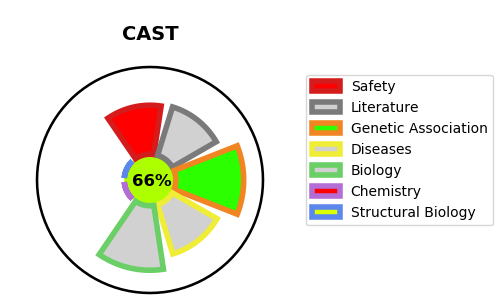 CAST
66%
Safety
Literature
Genetic Association
Diseases
Biology
Chemistry
Structural Biology